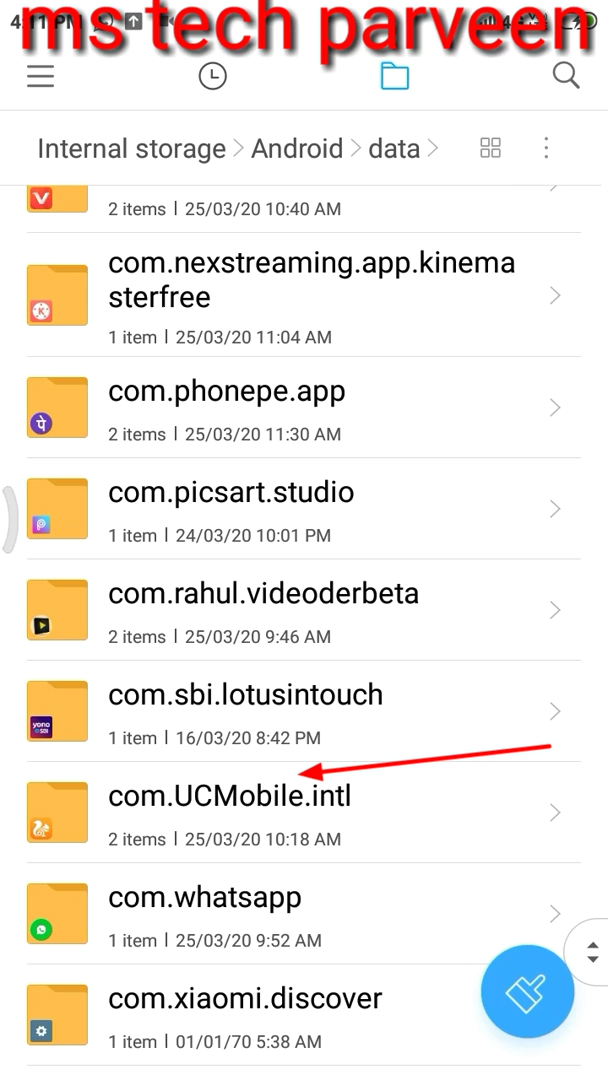 ms tech parveen
Internal storage > Android > data >
2 items | 25/03/20 10:40 AM
com.nexstreaming.app.kinema
sterfree
1 item | 25/03/20 11:04 AM
com.phonepe.app
पे
2 items | 25/03/20 11:30 AM
com.picsart.studio
1 item | 24/03/20 10:01 PM
com.rahul.videoderbeta
2 items | 25/03/20 9:46 AM
com.sbi.lotusintouch
yono
SBI
1 item | 16/03/20 8:42 PM
com.UCMobile.intl
2 items | 25/03/20 10:18 AM
com.whatsapp
1 item | 25/03/20 9:52 AM
com.xiaomi.discover
1 item | 01/01/70 5:38 AM